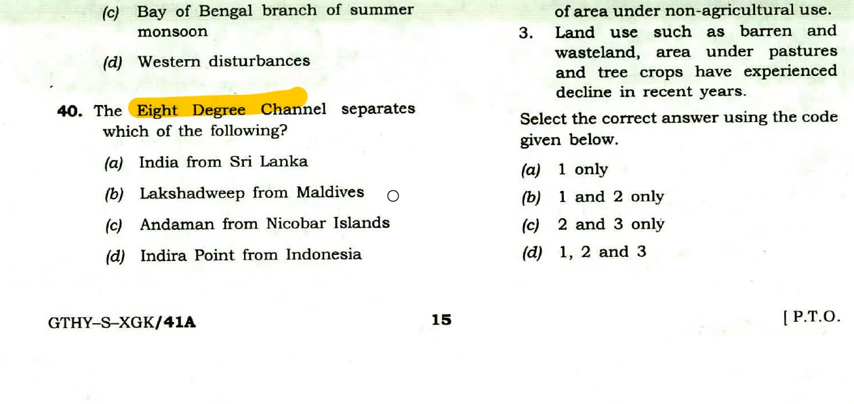 (c) Bay of Bengal branch of summer
monsoon
(d) Western disturbances
40. The Eight Degree Channel separates
which of the following?
(a) India from Sri Lanka
(b) Lakshadweep from Maldives
(c) Andaman from Nicobar Islands
(d) Indira Point from Indonesia
of area under non-agricultural use.
3. Land use such as barren and
wasteland, area under pastures
and tree crops have experienced
decline in recent years.
Select the correct answer using the code
given below.
(a) 1 only
(b) 1 and 2 only
(c) 2 and 3 only
(d) 1, 2 and 3
GTHY–S–XGK/41A
15
[ P.T.O.